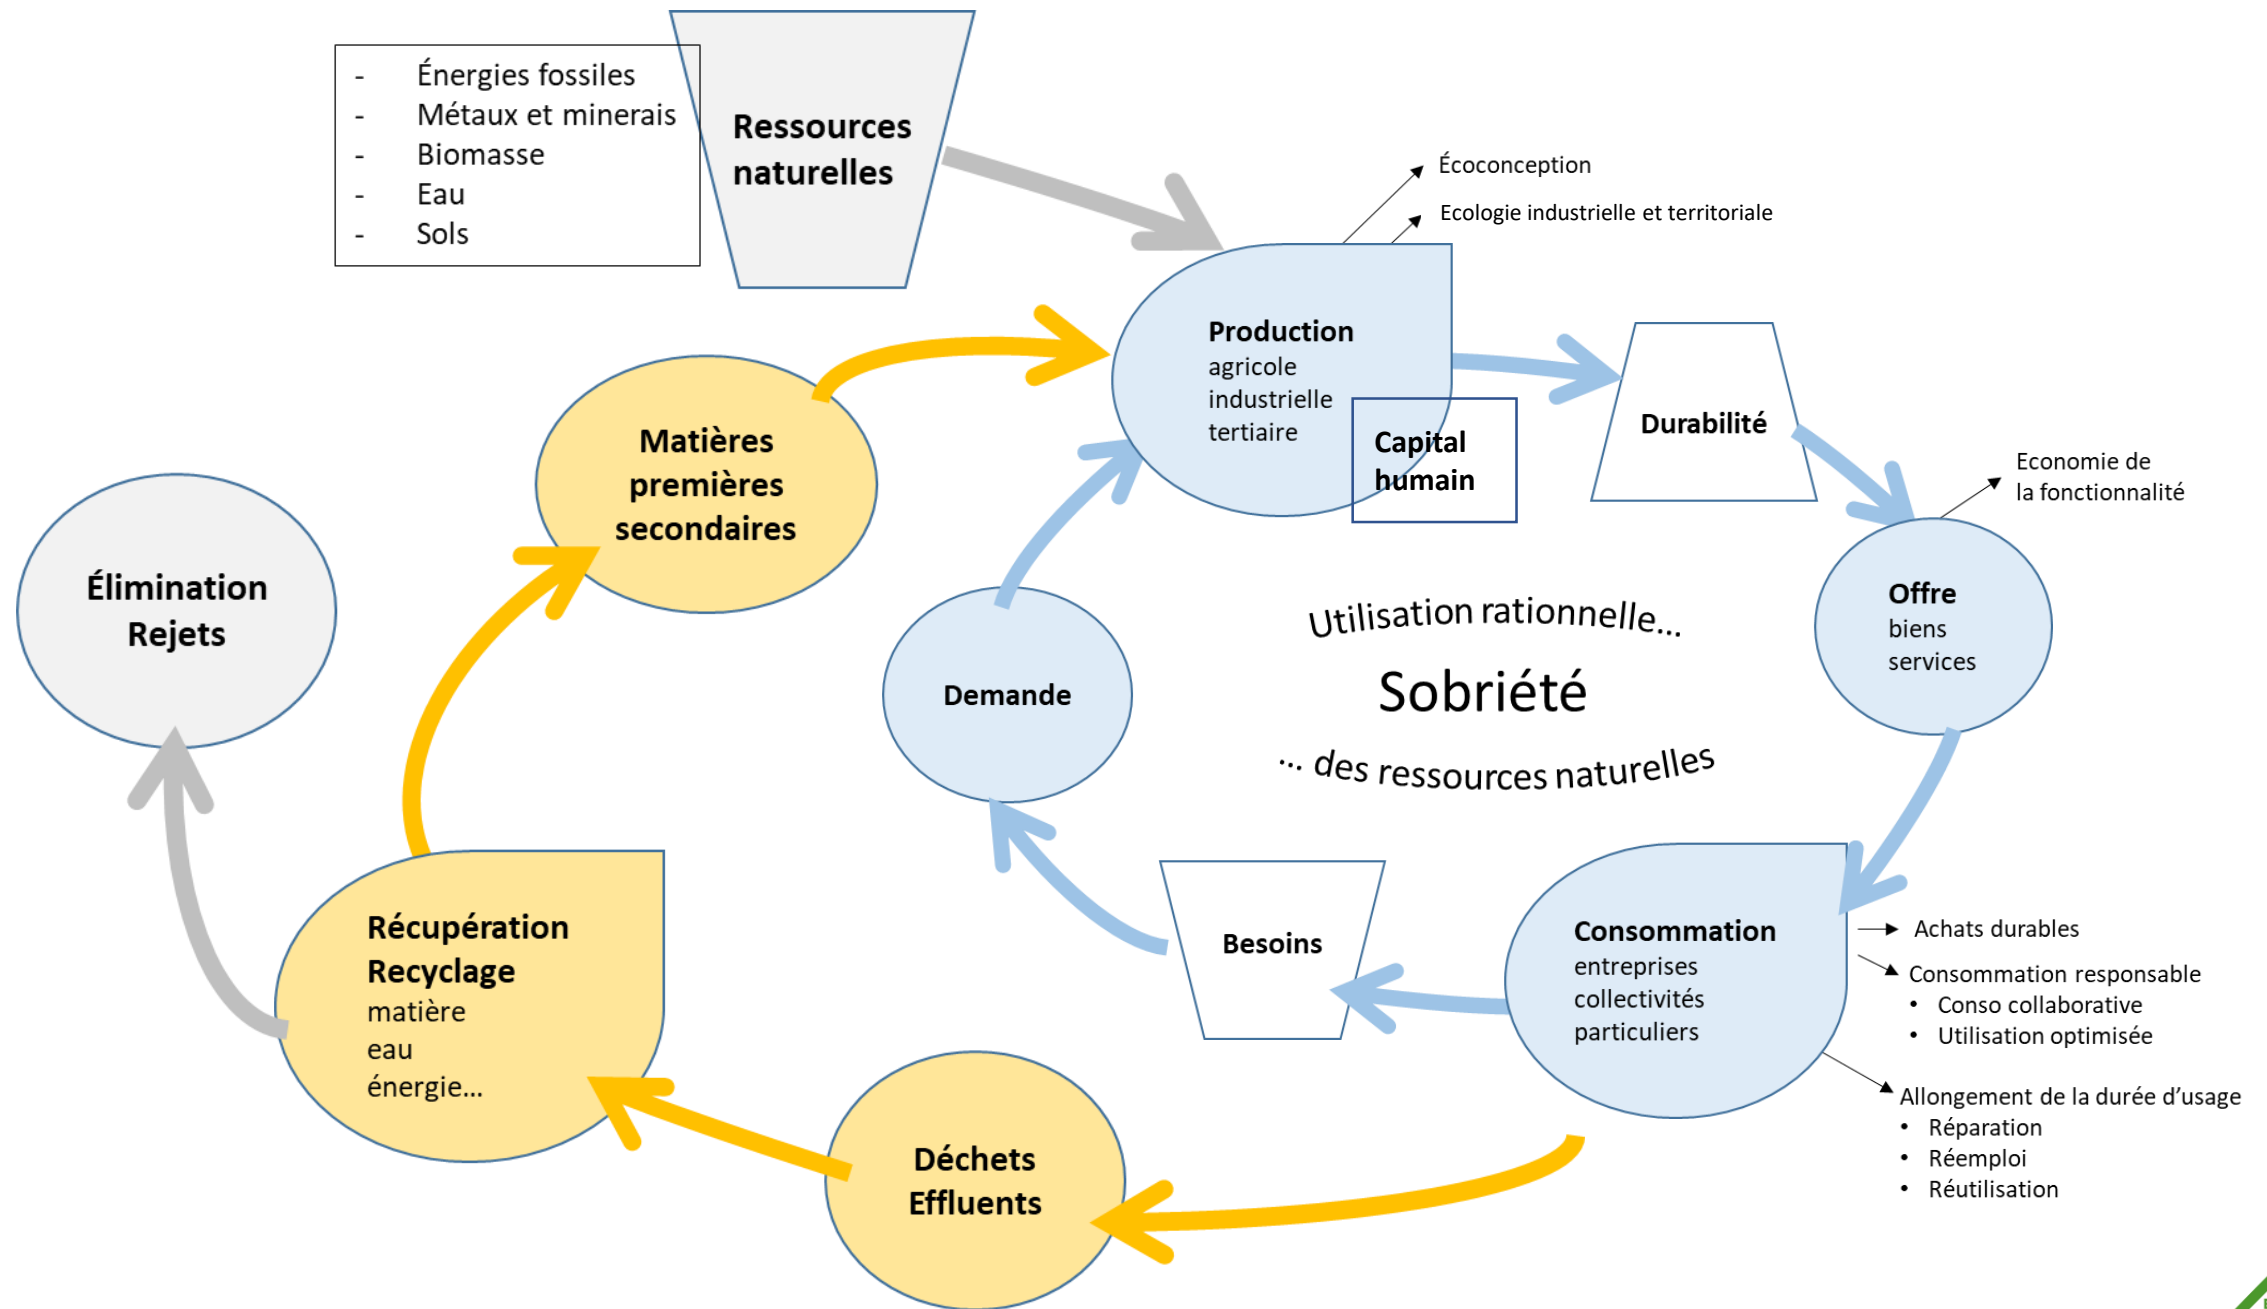 - Énergies fossiles
- Métaux et minerais
- Biomasse
- Eau
- Sols
Ressources
naturelles
Écoconception
Ecologie industrielle et territoriale
Production
agricole
industrielle
tertiaire
Capital
humain
Durabilité
Economie de
la fonctionnalité
Offre
biens
services
Matières
premières
secondaires
Élimination
Rejets
Demande
Utilisation rationnelle...
Sobriété
... des ressources naturelles
Besoins
Consommation
entreprises
collectivités
particuliers
Achats durables
Consommation responsable
• Conso collaborative
• Utilisation optimisée
Allongement de la durée d’usage
• Réparation
• Réemploi
• Réutilisation
Récupération
Recyclage
matière
eau
énergie...
Déchets
Effluents